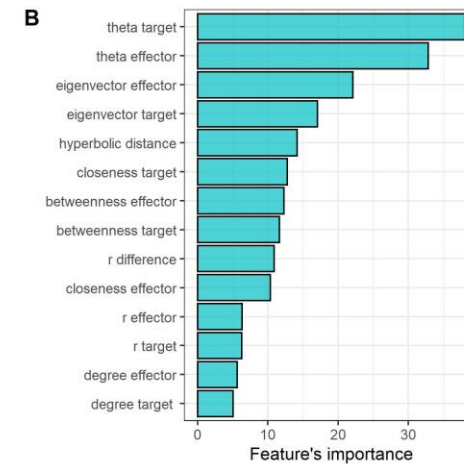 B
theta target
theta effector
eigenvector effector
eigenvector target
hyperbolic distance
closeness target
betweenness effector
betweenness target
r difference
closeness effector
r effector
r target
degree effector
degree target
0 10 20 30
Feature's importance